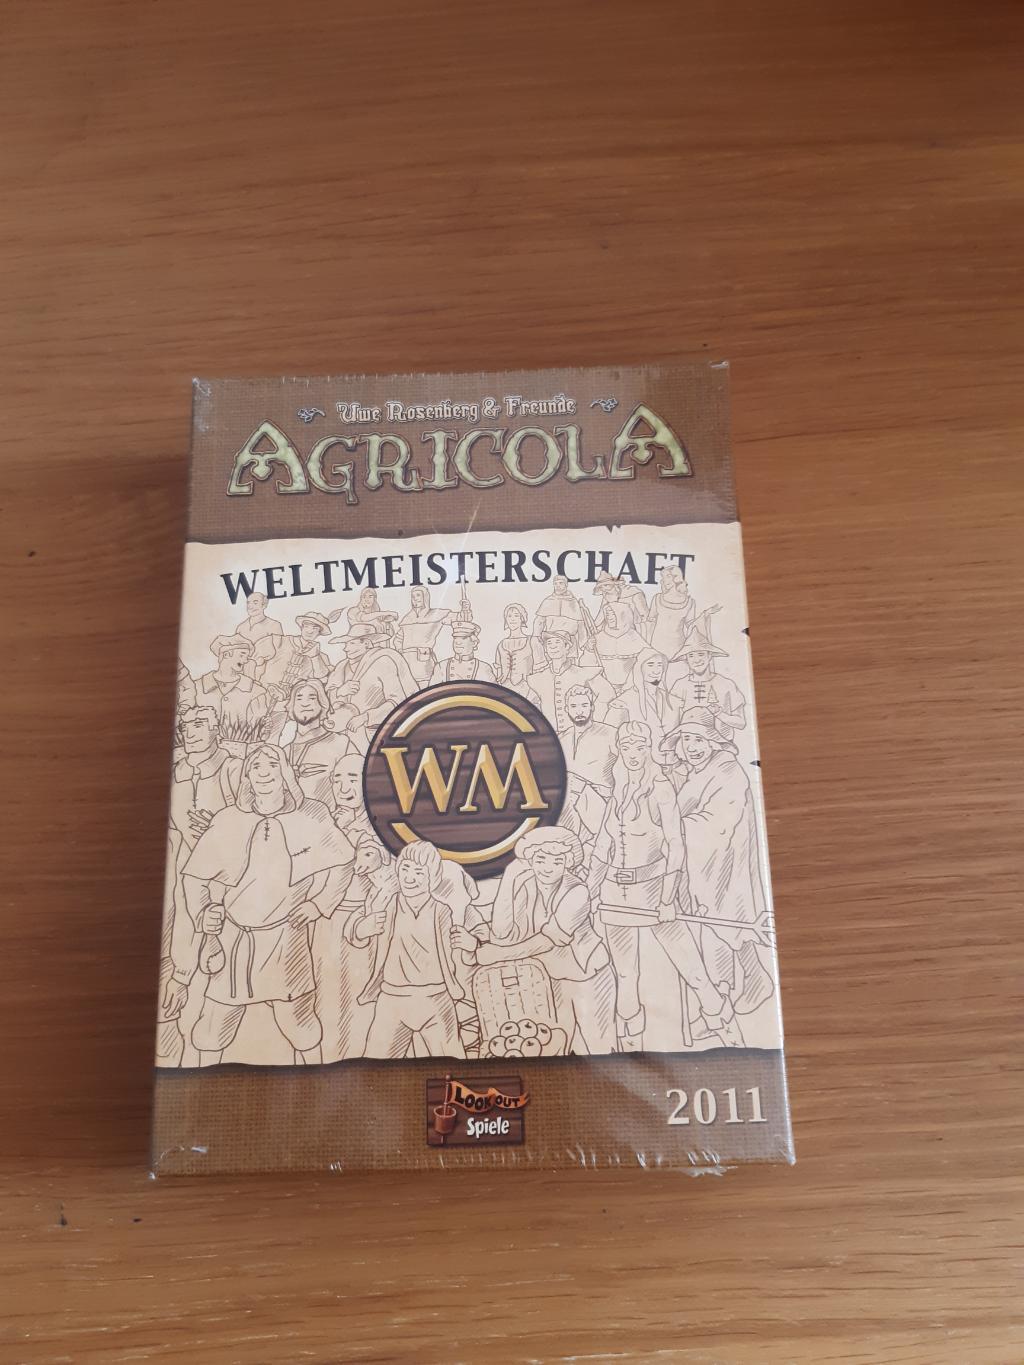 Uwe Rosenberg & Freunde
AGRICOLA
WELTMEISTERSCHAFT
WM
LOOKOUT
Spiele
2011